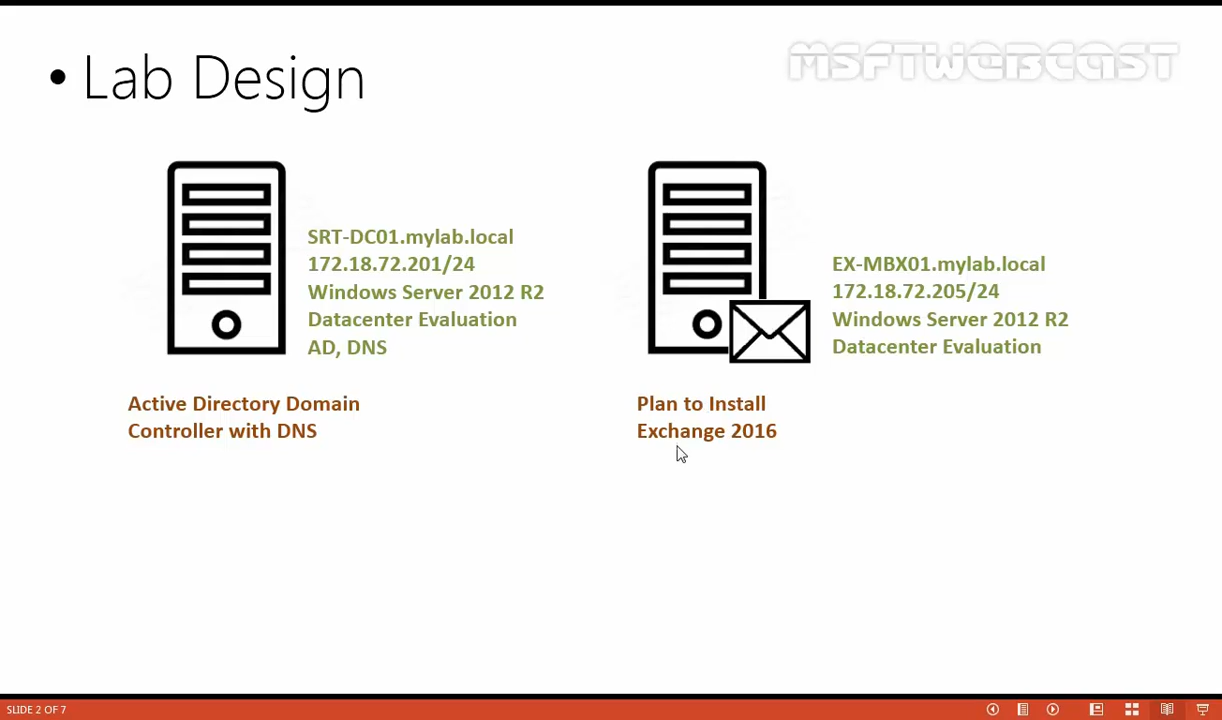 • Lab Design
MSFTWEBCAST
SRT-DC01.mylab.local
172.18.72.201/24
Windows Server 2012 R2
Datacenter Evaluation
AD, DNS
Active Directory Domain
Controller with DNS
EX-MBX01.mylab.local
172.18.72.205/24
Windows Server 2012 R2
Datacenter Evaluation
Plan to Install
Exchange 2016
SLIDE 2 OF 7